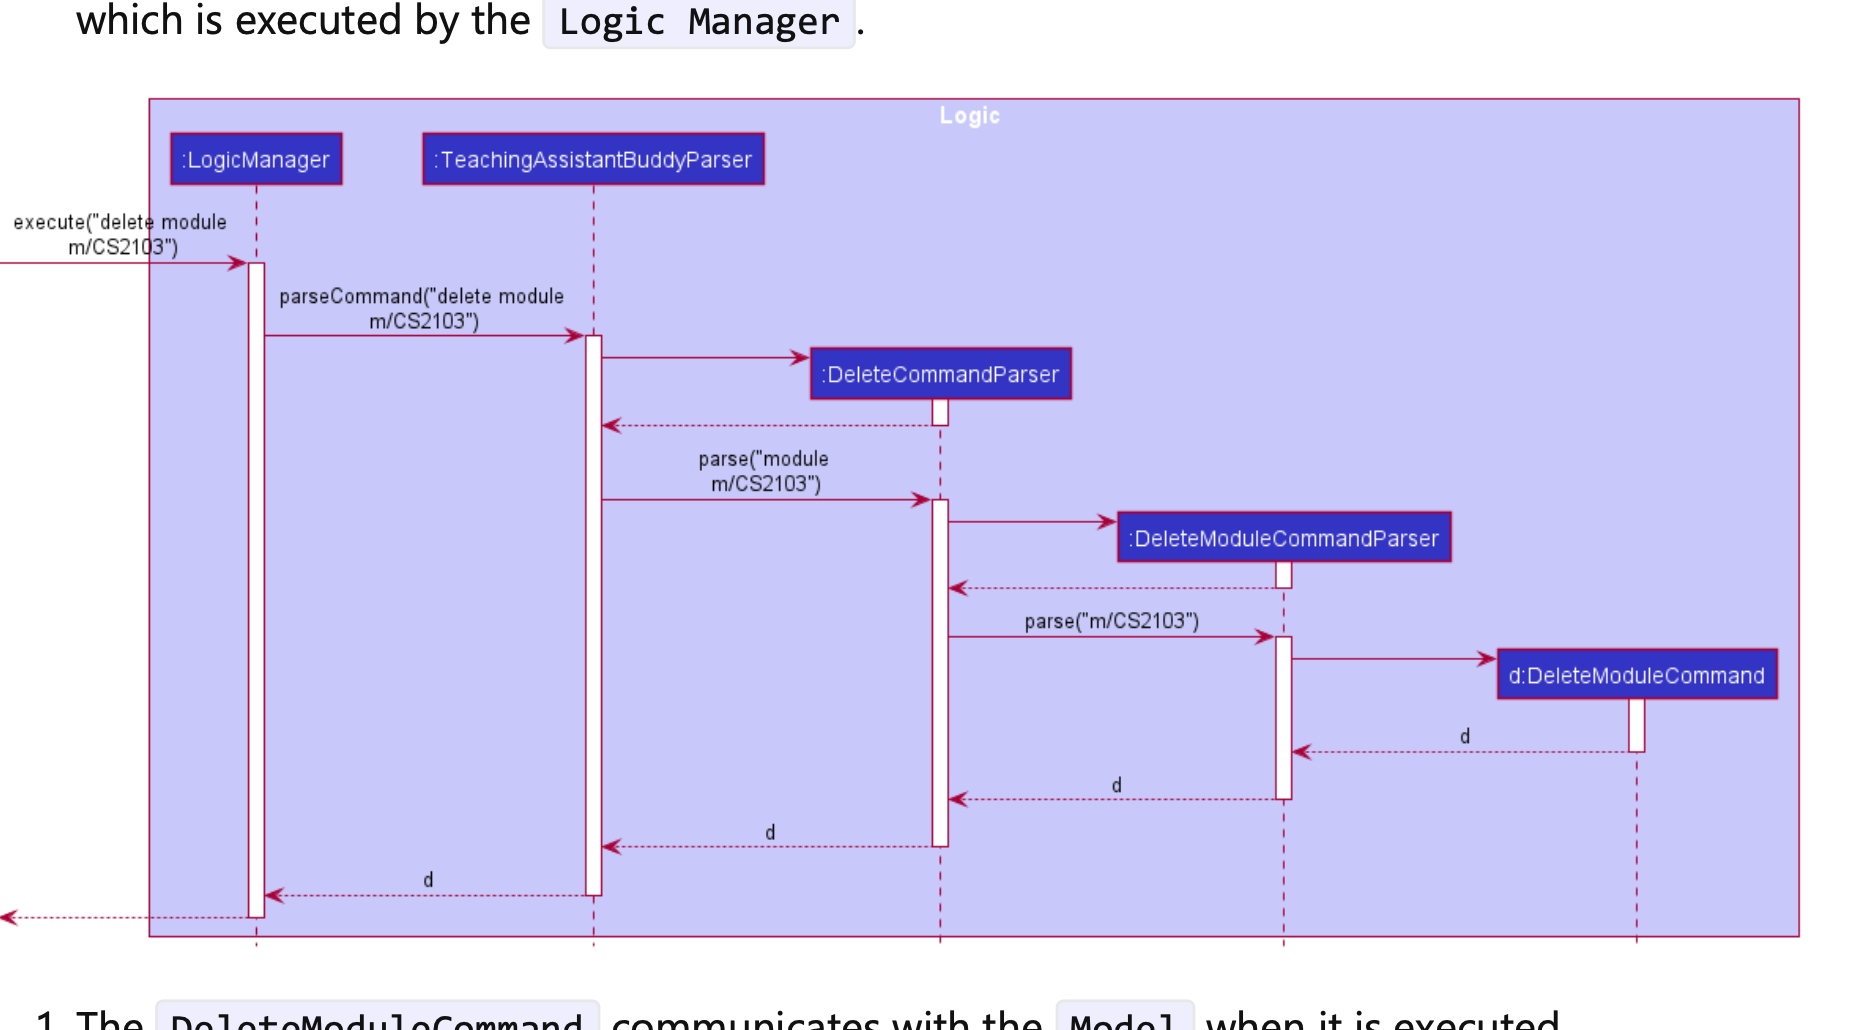 which is executed by the Logic Manager.
Logic
:LogicManager
:TeachingAssistantBuddyParser
execute("delete module
m/CS2103")
parseCommand("delete module
m/CS2103")
:DeleteCommandParser
parse("module
m/CS2103")
:DeleteModuleCommandParser
parse("m/CS2103")
d:DeleteModuleCommand
d
d
d
d
1. The DeleteModuleCommand communicates with the Model when it is executed.